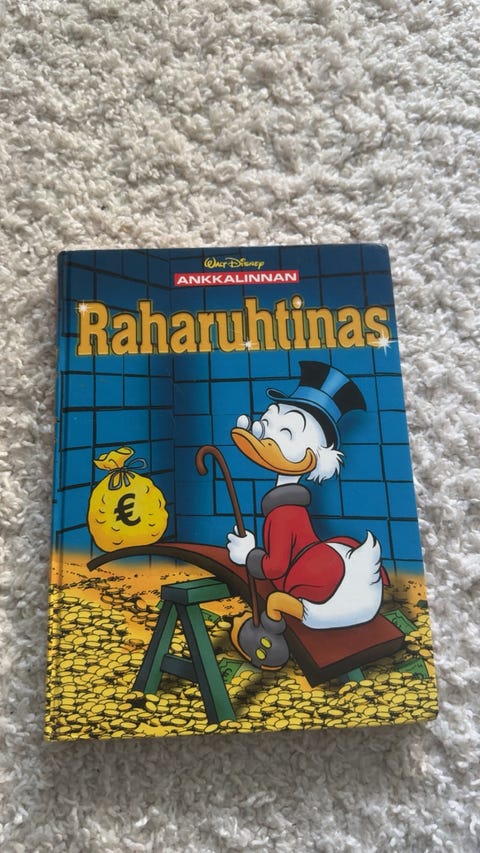 Walt Disney
ANKKALINNAN
Raharuhtinas
€